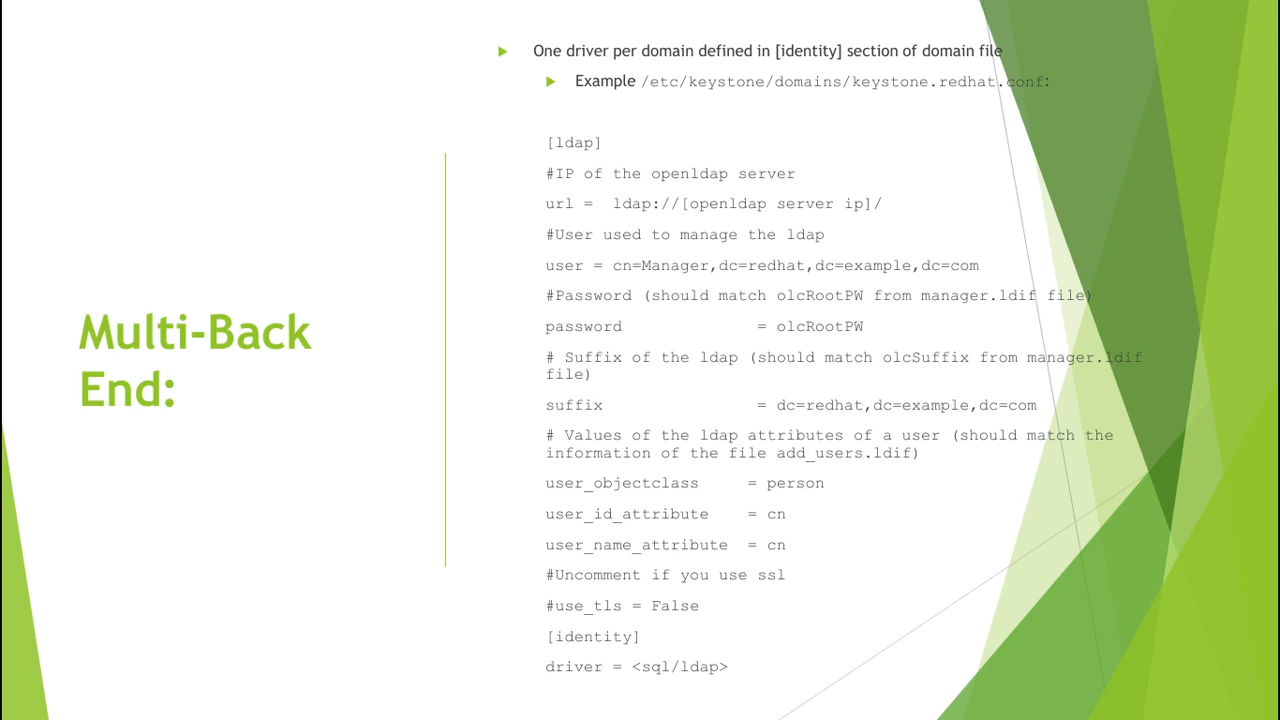 Multi-Back
End:
One driver per domain defined in [identity] section of domain file
Example /etc/keystone/domains/keystone.redhat.conf:
[ldap]
#IP of the openldap server
url =  ldap://[openldap server ip]/
#User used to manage the ldap
user = cn=Manager,dc=redhat,dc=example,dc=com
#Password (should match olcRootPW from manager.ldif file)
password              = olcRootPW
# Suffix of the ldap (should match olcSuffix from manager.ldif
file)
suffix                = dc=redhat,dc=example,dc=com
# Values of the ldap attributes of a user (should match the
information of the file add_users.ldif)
user_objectclass     = person
user_id_attribute    = cn
user_name_attribute  = cn
#Uncomment if you use ssl
#use_tls = False
[identity]
driver = <sql/ldap>